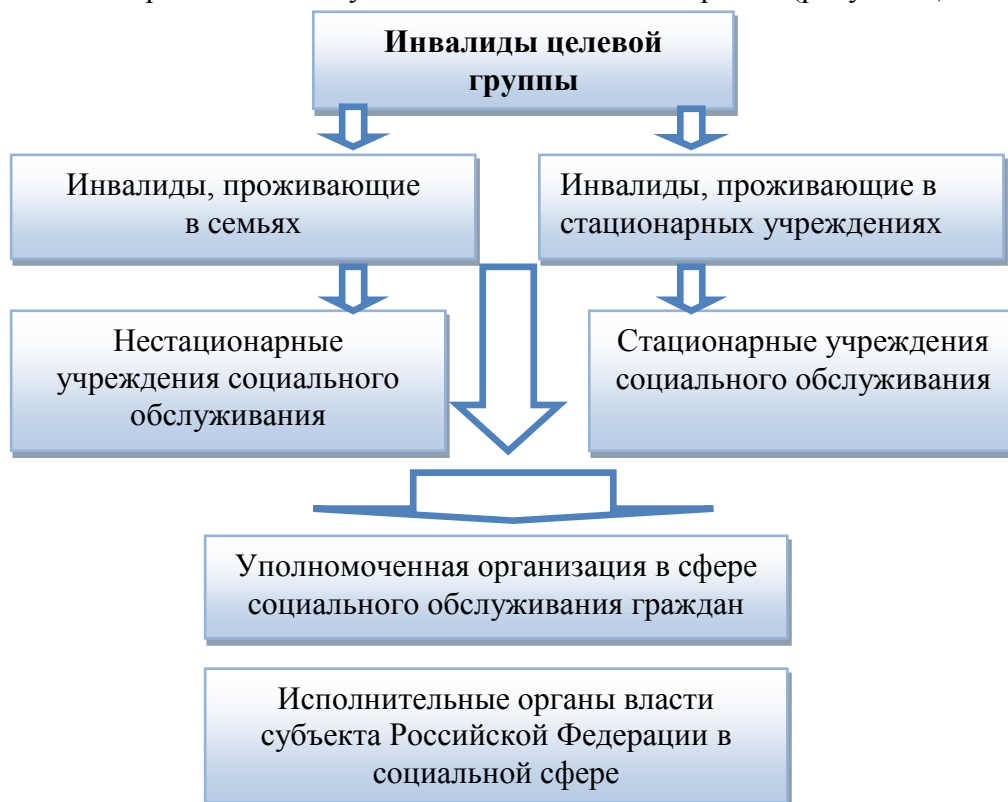 Инвалиды целевой
группы
Инвалиды, проживающие
в семьях
Инвалиды, проживающие в
стационарных учреждениях
Нестационарные
учреждения социального
обслуживания
Стационарные учреждения
социального обслуживания
Уполномоченная организация в сфере
социального обслуживания граждан
Исполнительные органы власти
субъекта Российской Федерации в
социальной сфере